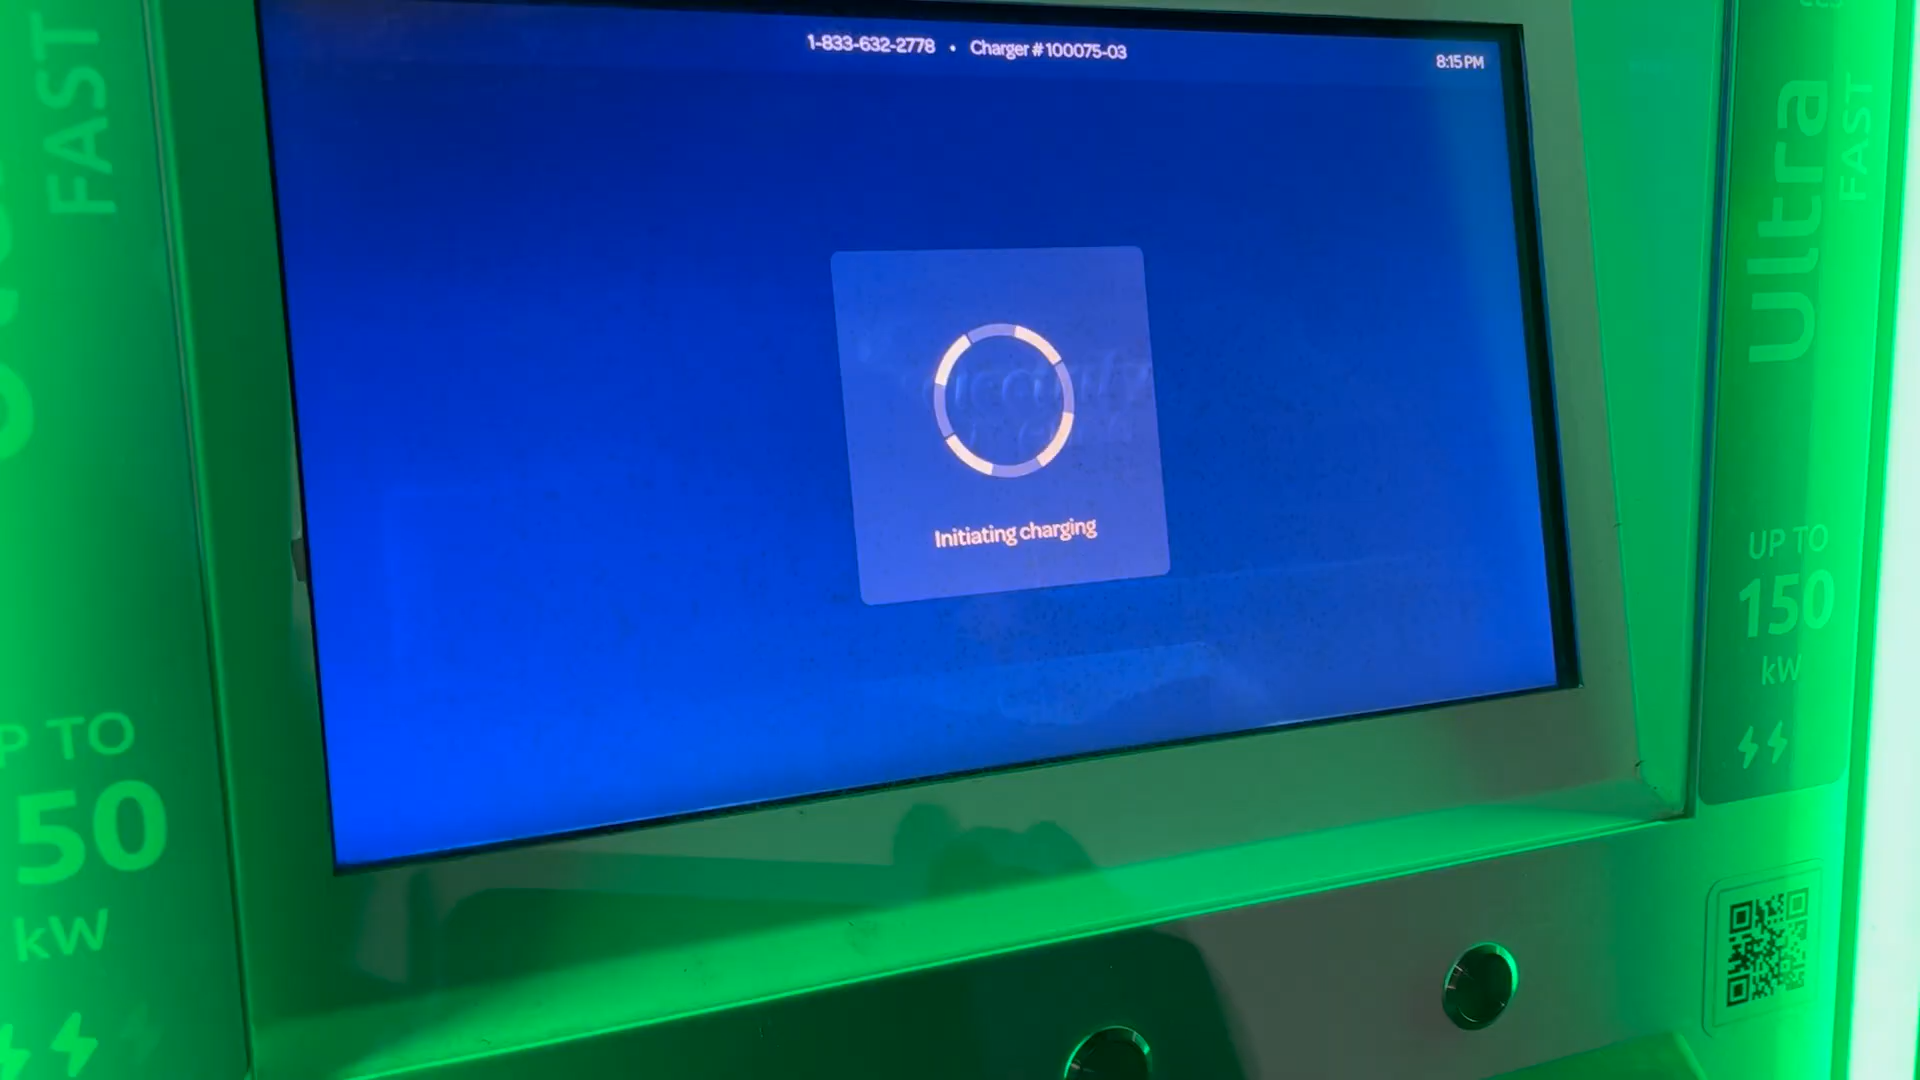 1-833-632-2778 • Charger # 100075-03
8:15 PM
Initiating charging
FAST
TO
50
kW
Ultra
FAST
UP TO
150
kW